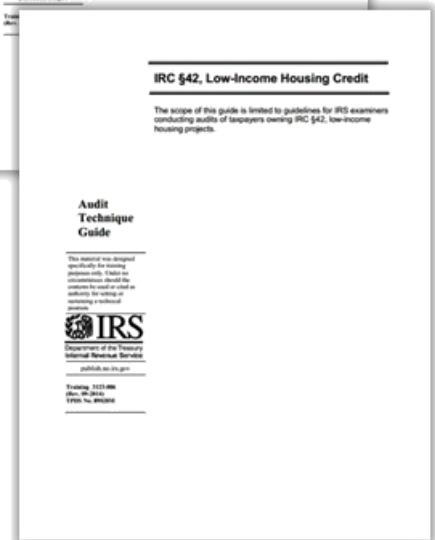 IRC §42, Low-Income Housing Credit
The scope of this guide is limited to guidelines for IRS examiners
conducting audits of taxpayers owning IRC §42, low-income
housing projects.
Audit
Technique
Guide
This material was designed
specifically for training
purposes only. Under no
circumstances should the
contents be used or cited as
authority for setting or
sustaining a technical
position.
IRS
Department of the Treasury
Internal Revenue Service
publish.no.irs.gov
Training 3123-006
(Rev. 09-2014)
TPDS No.